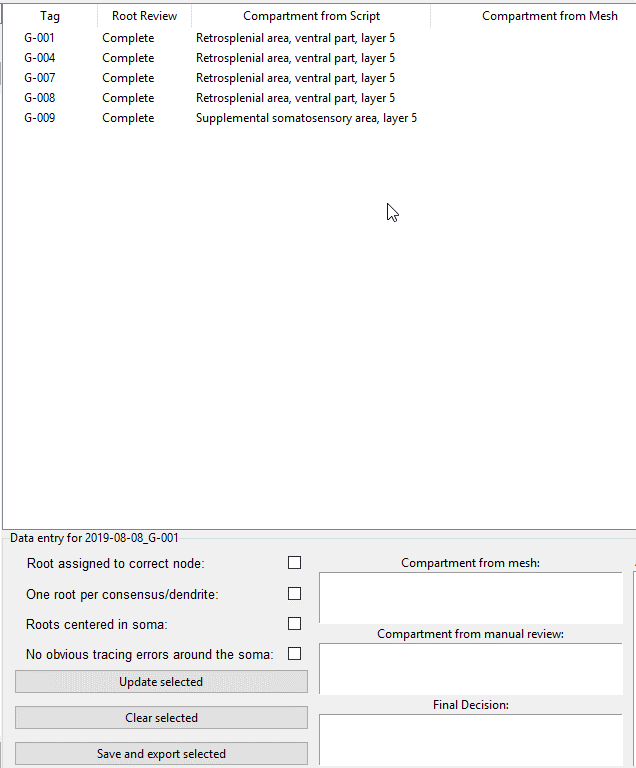 Tag Root Review Compartment from Script Compartment from Mesh
G-001 Complete Retrosplenial area, ventral part, layer 5
G-004 Complete Retrosplenial area, ventral part, layer 5
G-007 Complete Retrosplenial area, ventral part, layer 5
G-008 Complete Retrosplenial area, ventral part, layer 5
G-009 Complete Supplemental somatosensory area, layer 5
Data entry for 2019-08-08_G-001
Root assigned to correct node:
One root per consensus/dendrite:
Roots centered in soma:
No obvious tracing errors around the soma:
Update selected
Clear selected
Save and export selected
Compartment from mesh:
Compartment from manual review:
Final Decision: